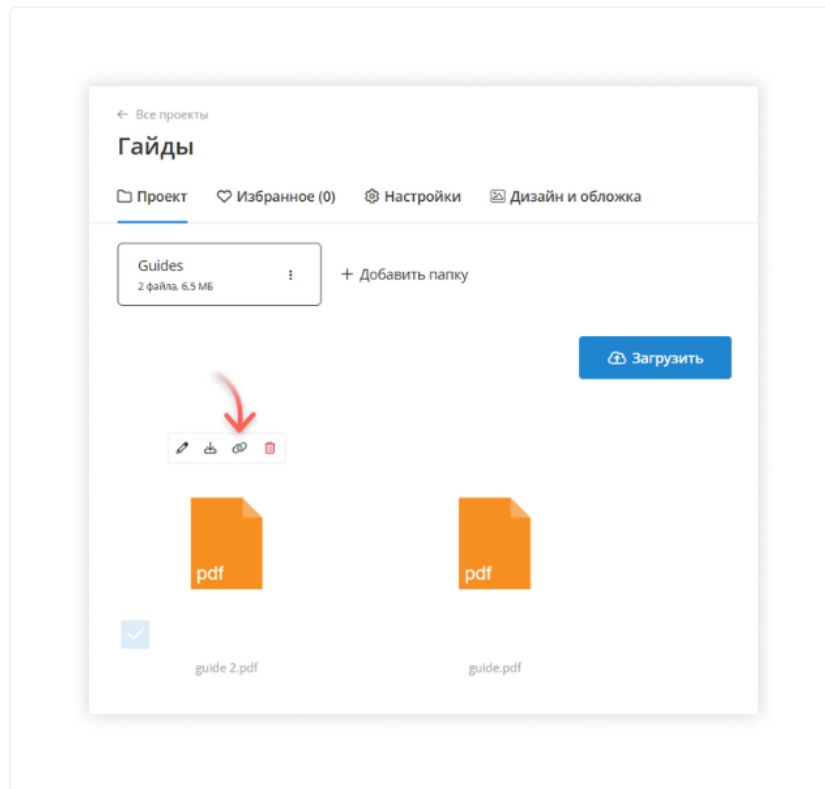 Все проекты
Гайды
Проект Избранное (0) Настройки Дизайн и обложка
Guides
2 файла, 6,5 МБ
+ Добавить папку
Загрузить
pdf pdf
guide 2.pdf guide.pdf